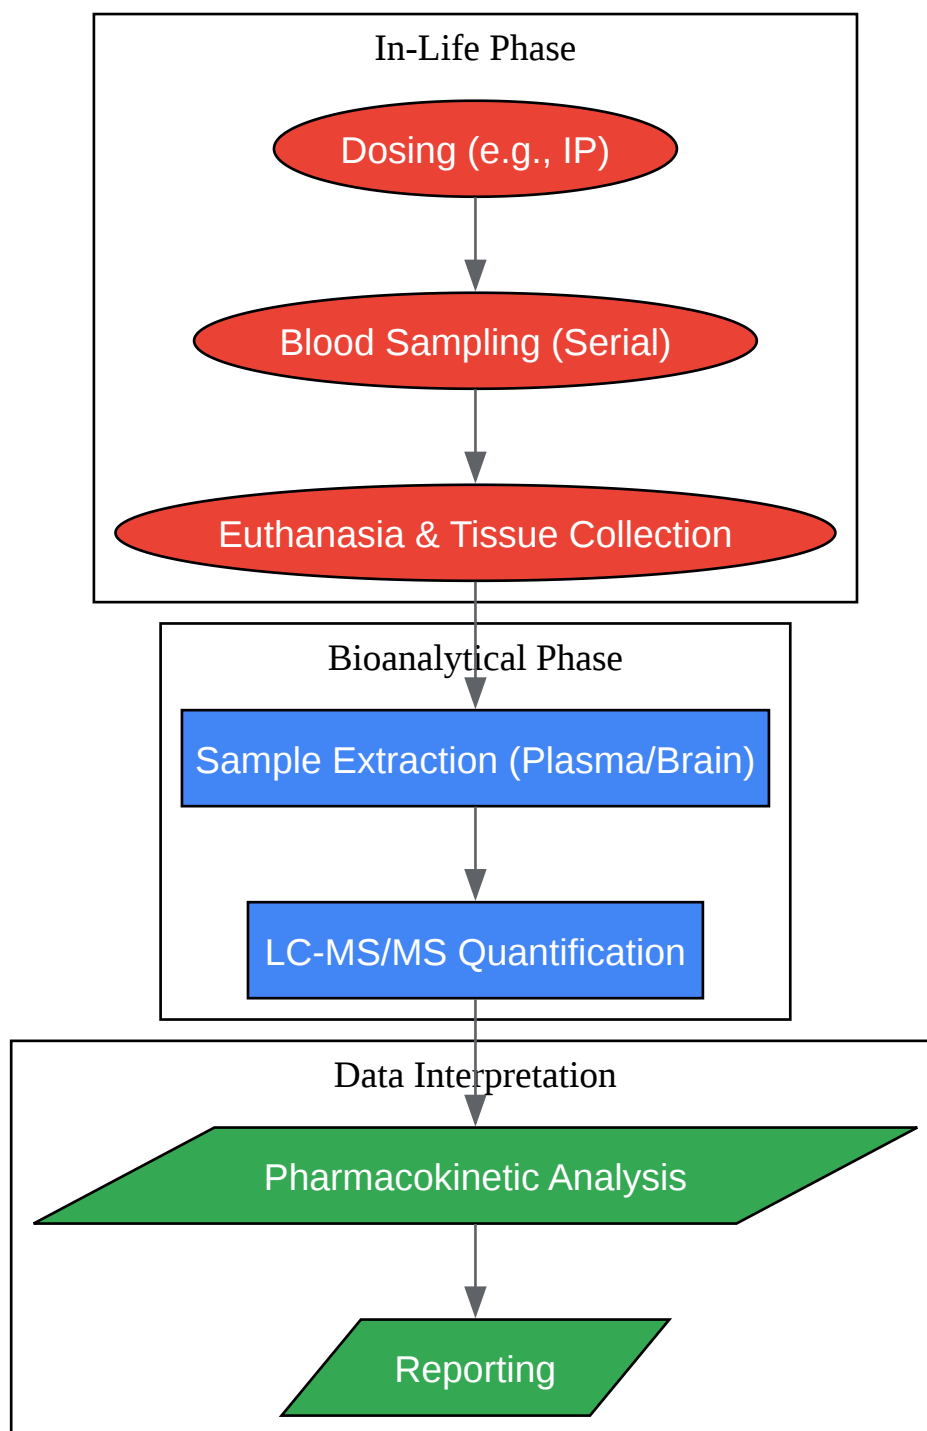 In-Life Phase
Dosing (e.g., IP)
Blood Sampling (Serial)
Euthanasia & Tissue Collection
Bioanalytical Phase
Sample Extraction (Plasma/Brain)
LC-MS/MS Quantification
Data Interpretation
Pharmacokinetic Analysis
Reporting